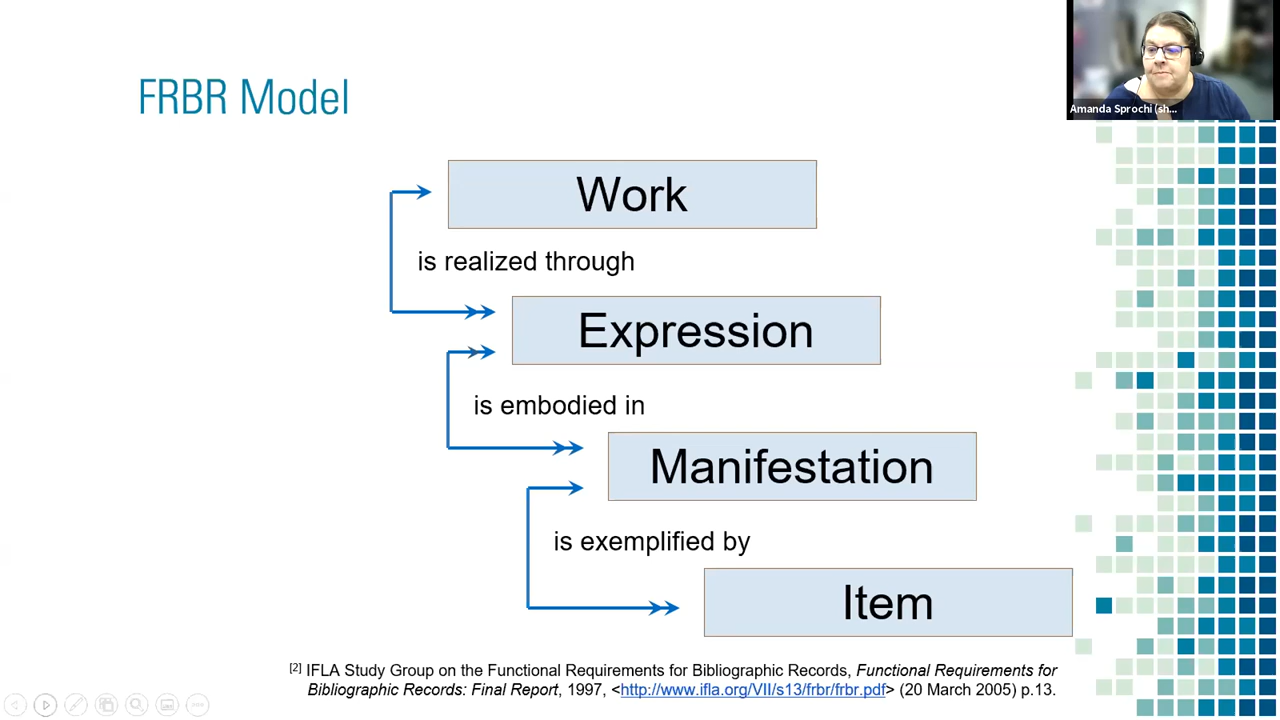 FRBR Model
Amanda Sprochi (sh...
Work
is realized through
Expression
is embodied in
Manifestation
is exemplified by
Item
[2] IFLA Study Group on the Functional Requirements for Bibliographic Records, Functional Requirements for
Bibliographic Records: Final Report, 1997, <http://www.ifla.org/VII/s13/frbr/frbr.pdf> (20 March 2005) p.13.